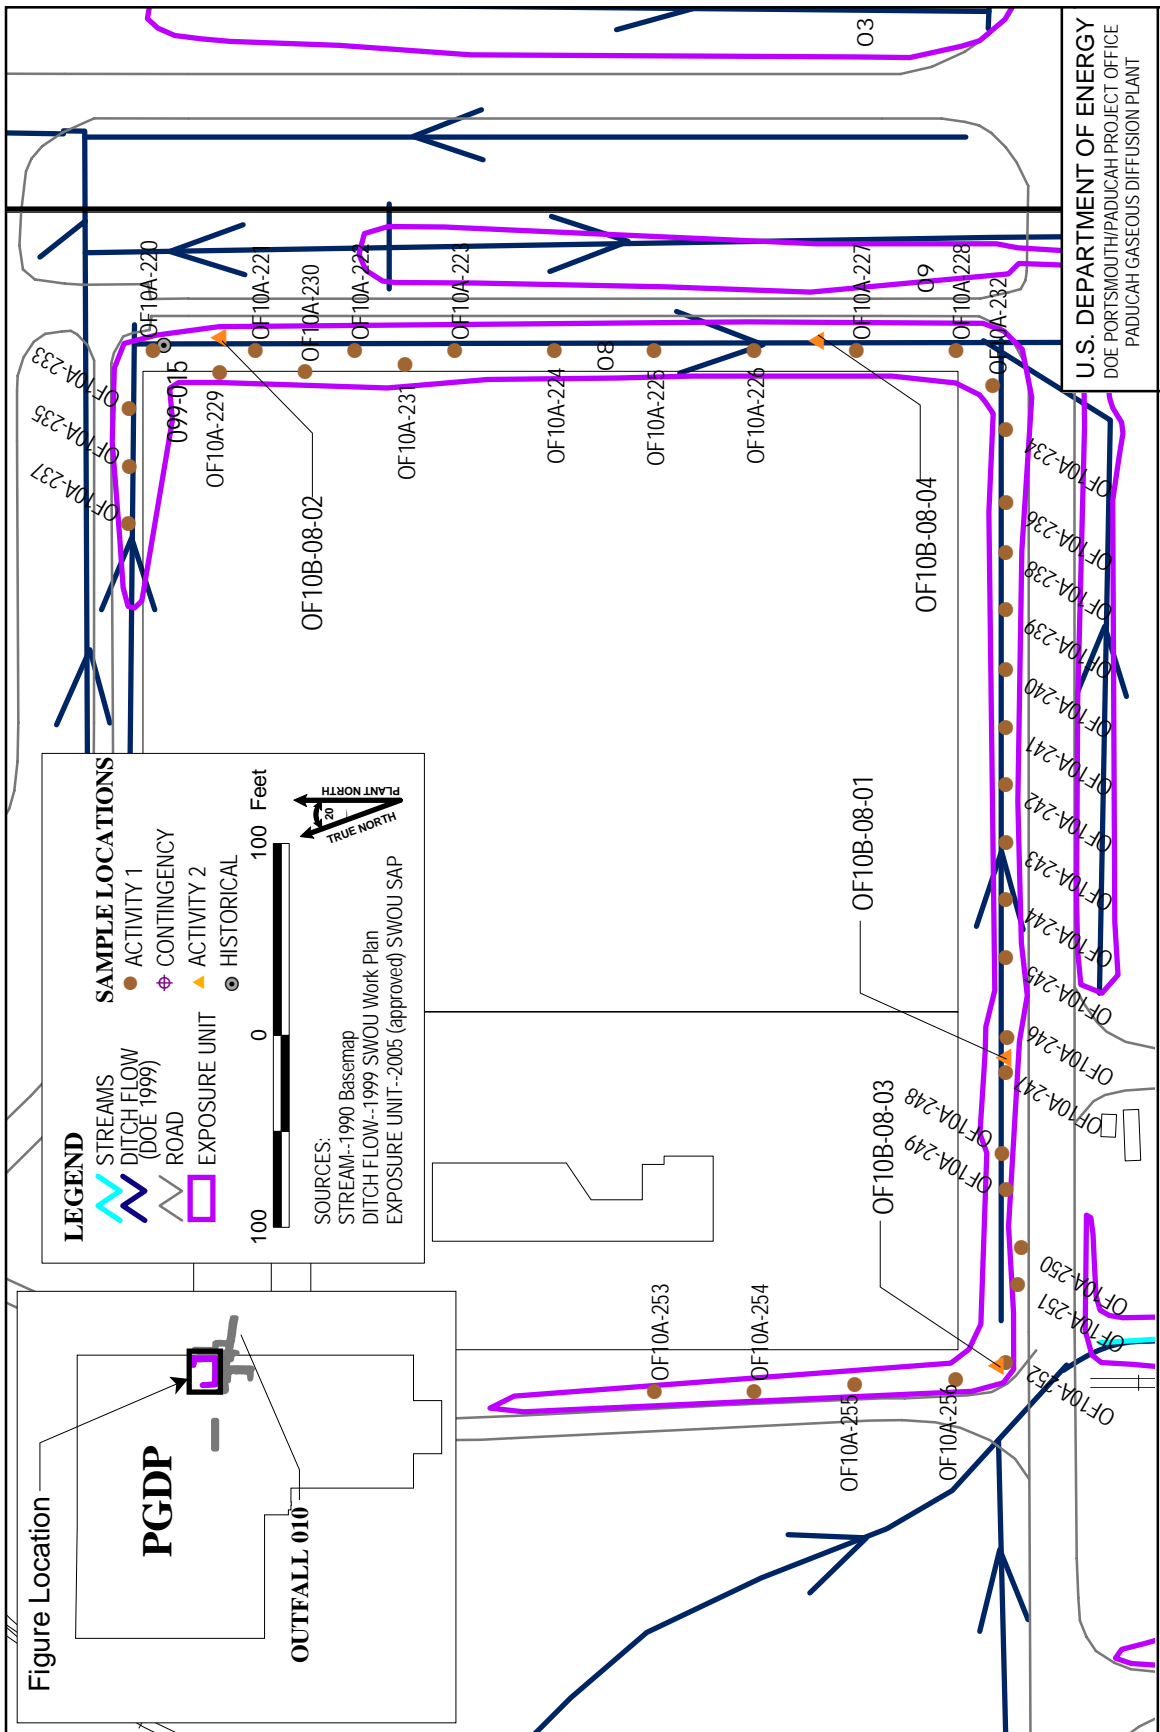 U.S. DEPARTMENT OF ENERGY
DOE PORTSMOUTH/PADUCAH PROJECT OFFICE
PADUCAH GASEOUS DIFFUSION PLANT
Figure Location
PGDP
OUTFALL 010
LEGEND
STREAMS
DITCH FLOW
(DOE 1999)
ROAD
EXPOSURE UNIT
SAMPLE LOCATIONS
ACTIVITY 1
CONTINGENCY
ACTIVITY 2
HISTORICAL
100 0 100 Feet
SOURCES:
STREAM--1990 Basemap
DITCH FLOW--1999 SWOU Work Plan
EXPOSURE UNIT--2005 (approved) SWOU SAP
PLANT NORTH
TRUE NORTH
20
03
09
08
OF10A-220
099-015
OF10A-221
OF10A-230
OF10A-222
OF10A-223
OF10A-227
OF10A-228
OF10A-232
OF10A-233
OF10A-235
OF10A-237
OF10A-229
OF10A-231
OF10A-224
OF10A-225
OF10A-226
OF10B-08-02
OF10B-08-04
OF10B-08-01
OF10B-08-03
OF10A-234
OF10A-236
OF10A-238
OF10A-239
OF10A-240
OF10A-241
OF10A-242
OF10A-243
OF10A-244
OF10A-245
OF10A-246
OF10A-247
OF10A-248
OF10A-249
OF10A-250
OF10A-251
OF10A-252
OF10A-253
OF10A-254
OF10A-255
OF10A-256